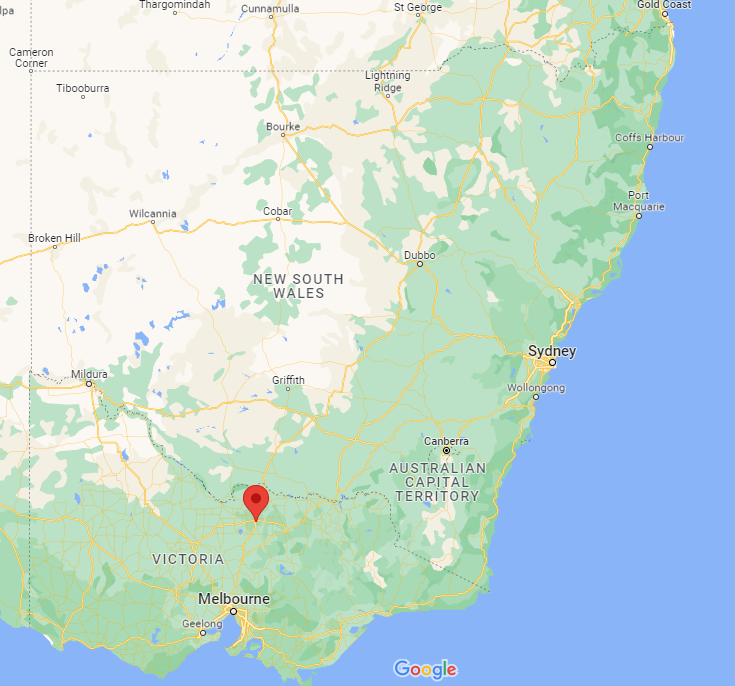 Thargomindah
Cunnamulla
St George
Gold Coast
lpa
Cameron
Corner
Tibooburra
Lightning
Ridge
Bourke
Coffs Harbour
Port
Macquarie
Wilcannia
Cobar
Broken Hill
Dubbo
NEW SOUTH
WALES
Sydney
Mildura
Griffith
Wollongong
Canberra
AUSTRALIAN
CAPITAL
TERRITORY
VICTORIA
Melbourne
Geelong
Google